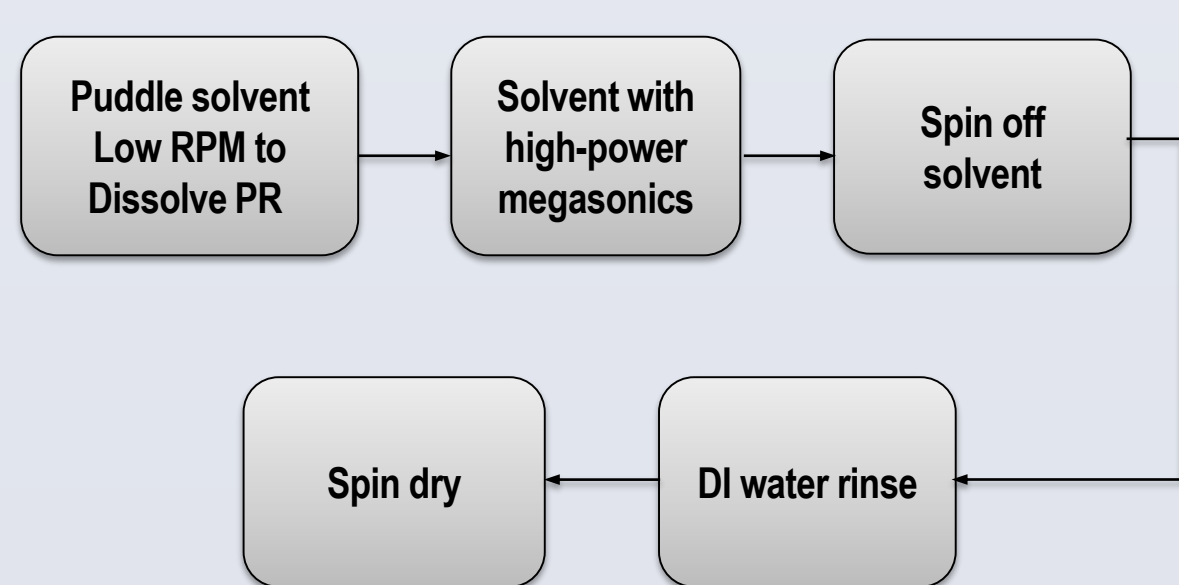 Puddle solvent
Low RPM to
Dissolve PR
Solvent with
high-power
megasonics
Spin off
solvent
DI water rinse
Spin dry